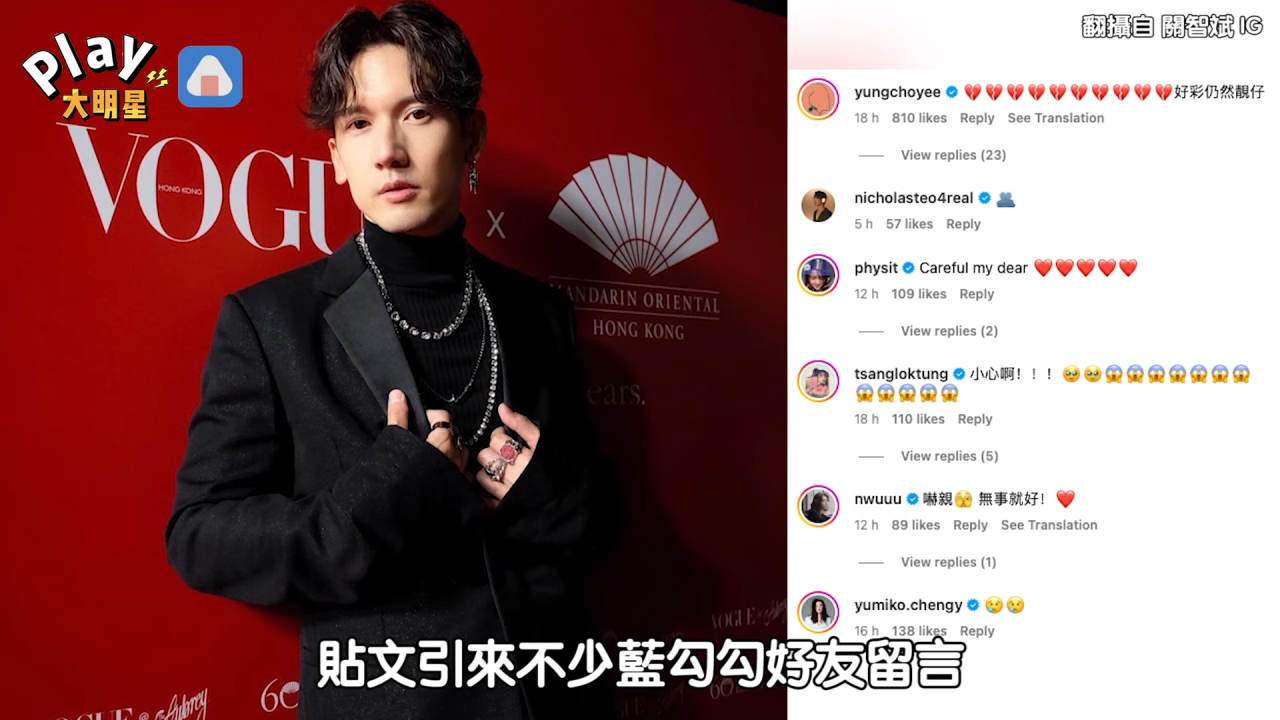 Play
大明星
VOGUE
HONG KONG
X
MANDARIN ORIENTAL
HONG KONG
ears.
VOGUE @ The Aubrey
60
翻攝自 關智斌 IG
yungchoyee 💔💔💔💔💔💔💔💔💔💔好彩仍然靚仔
18 h 810 likes Reply See Translation
View replies (23)
nicholasteo4real 🫂
5 h 57 likes Reply
physit Careful my dear ❤️❤️❤️❤️❤️
12 h 109 likes Reply
View replies (2)
tsangloktung 小心啊！！！🥹🥹😱😱😱😱😱😱😱
😱😱😱😱😱
18 h 110 likes Reply
View replies (5)
nwuuu 嚇親🫣 無事就好！❤️
12 h 89 likes Reply See Translation
View replies (1)
yumiko.chengy 😢😢
16 h 138 likes Reply
貼文引來不少藍勾勾好友留言